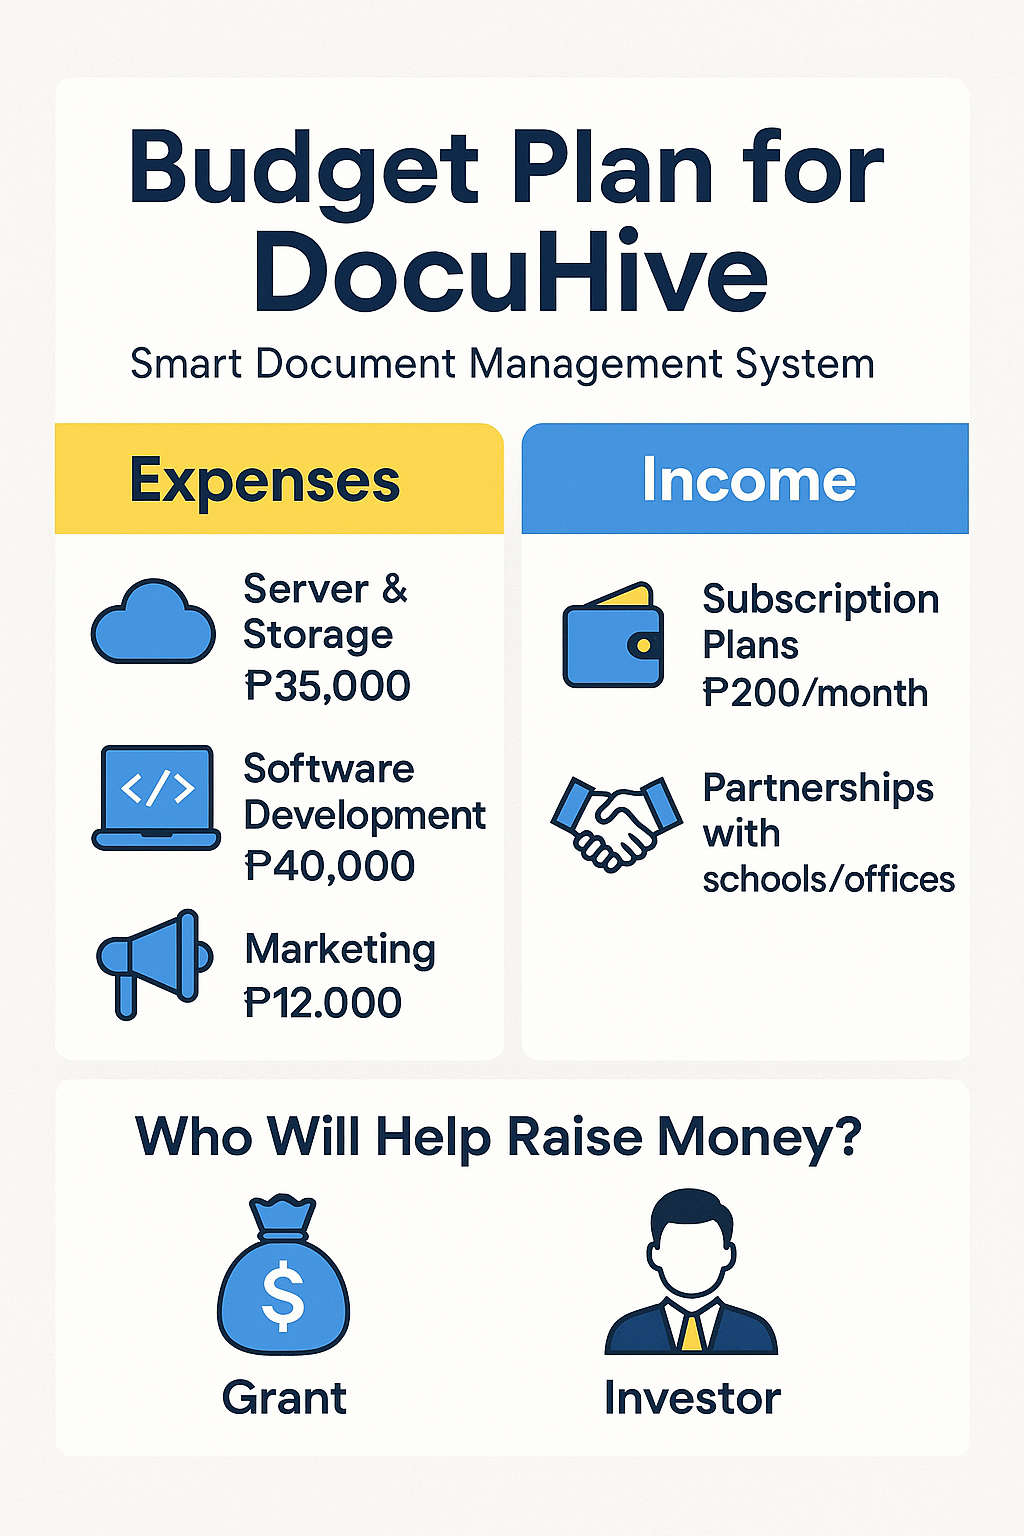 Budget Plan for
DocuHive
Smart Document Management System
Expenses
Server &
Storage
₱35,000
Software
Development
₱40,000
Marketing
₱12.000
Income
Subscription
Plans
₱200/month
Partnerships
with
schools/offices
Who Will Help Raise Money?
$
Grant
Investor